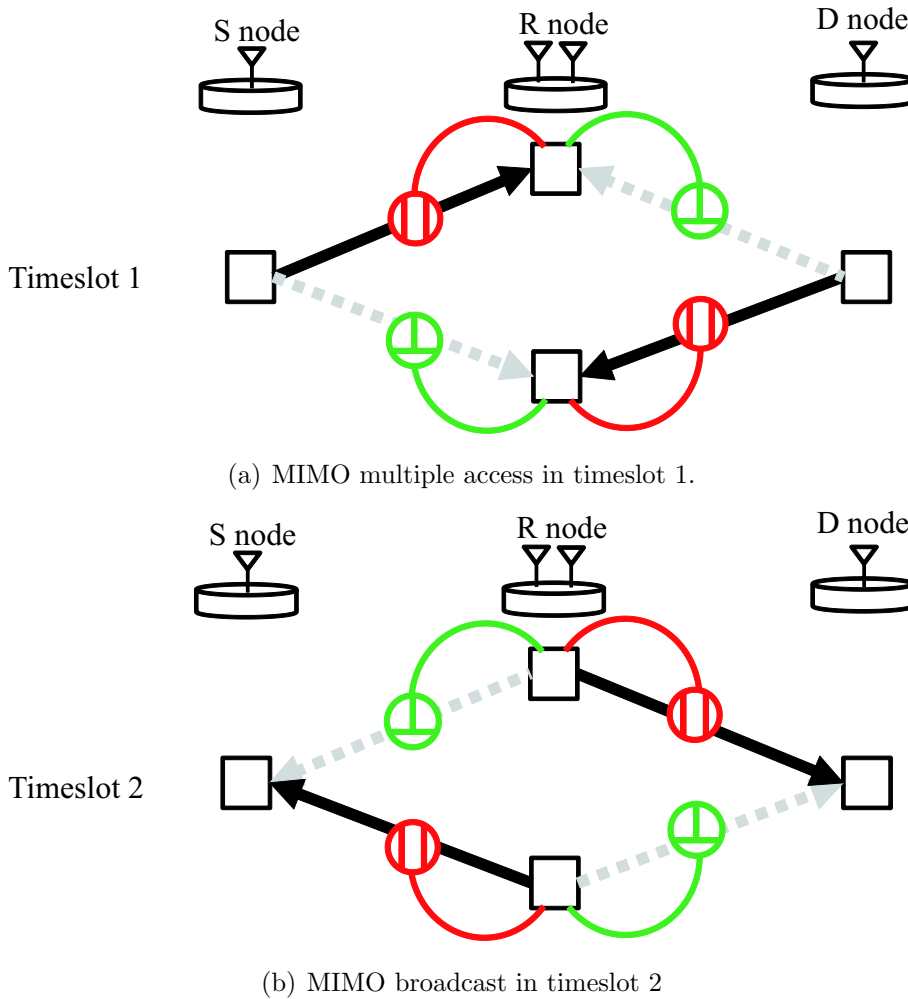 S node
R node
D node
Timeslot 1
(a) MIMO multiple access in timeslot 1.
S node
R node
D node
Timeslot 2
(b) MIMO broadcast in timeslot 2